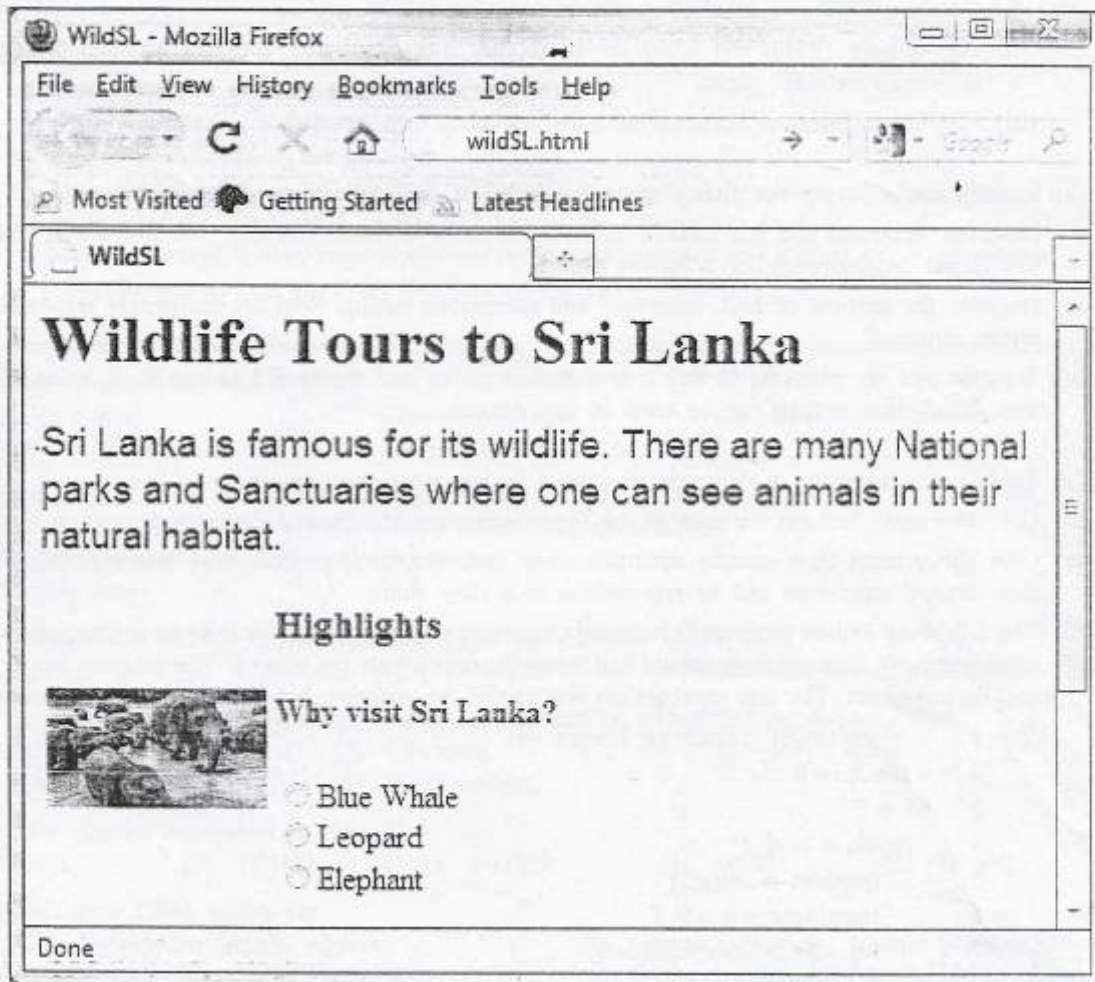 WildSL - Mozilla Firefox
File Edit View History Bookmarks Tools Help
wildSL.html
Google
Most Visited Getting Started Latest Headlines
WildSL
Wildlife Tours to Sri Lanka
Sri Lanka is famous for its wildlife. There are many National
parks and Sanctuaries where one can see animals in their
natural habitat.
Highlights
Why visit Sri Lanka?
Blue Whale
Leopard
Elephant
Done